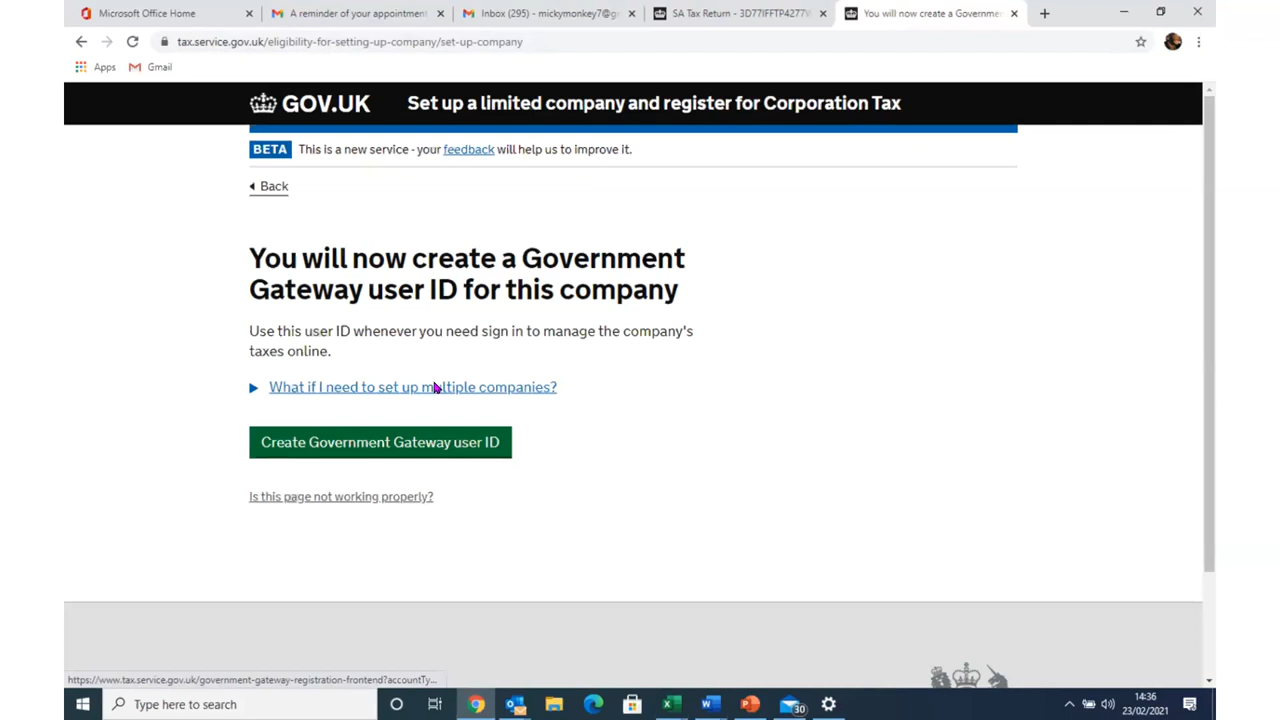 Microsoft Office Home
A reminder of your appointment
Inbox (295) - mickymonkey7@g
SA Tax Return - 3D77IFFTP4277
You will now create a Governme
tax.service.gov.uk/eligibility-for-setting-up-company/set-up-company
Apps
Gmail
GOV.UK
Set up a limited company and register for Corporation Tax
BETA This is a new service - your feedback will help us to improve it.
Back
You will now create a Government
Gateway user ID for this company
Use this user ID whenever you need sign in to manage the company's
taxes online.
What if I need to set up multiple companies?
Create Government Gateway user ID
Is this page not working properly?
https://www.tax.service.gov.uk/government-gateway-registration-frontend?accountTy...
Type here to search
30
14:36
23/02/2021